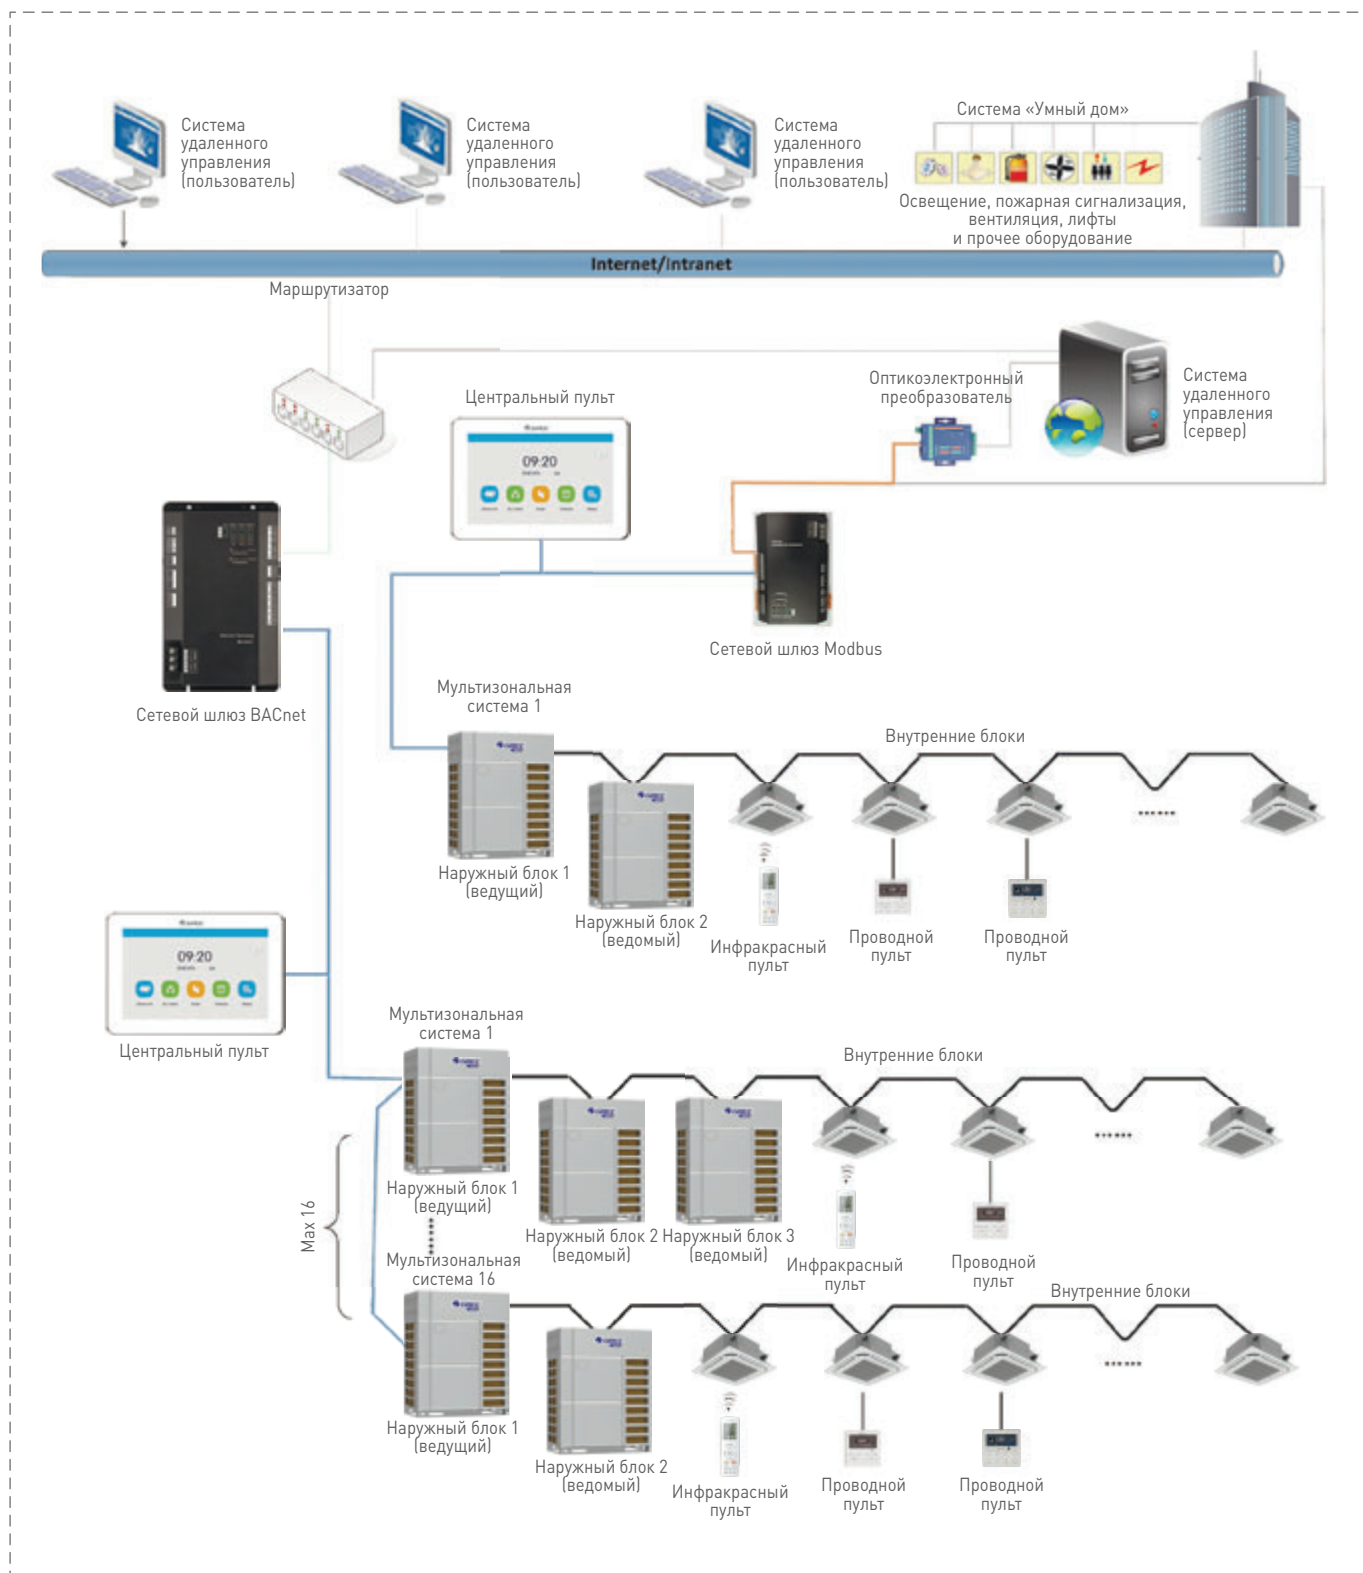 Система
удаленного
управления
(пользователь)
Система
удаленного
управления
(пользователь)
Система
удаленного
управления
(пользователь)
Система «Умный дом»
Освещение, пожарная сигнализация,
вентиляция, лифты
и прочее оборудование
Internet/Intranet
Маршрутизатор
Центральный пульт
09:20
Оптикоэлектронный
преобразователь
Система
удаленного
управления
(сервер)
Сетевой шлюз BACnet
Сетевой шлюз Modbus
Мультизональная
система 1
Внутренние блоки
Наружный блок 1
(ведущий)
Наружный блок 2
(ведомый)
Инфракрасный
пульт
Проводной
пульт
Проводной
пульт
09:20
Центральный пульт
Мультизональная
система 1
Внутренние блоки
Max 16
Наружный блок 1
(ведущий)
Наружный блок 2
(ведомый)
Наружный блок 3
(ведомый)
Инфракрасный
пульт
Проводной
пульт
Мультизональная
система 16
Внутренние блоки
Наружный блок 1
(ведущий)
Наружный блок 2
(ведомый)
Инфракрасный
пульт
Проводной
пульт
Проводной
пульт